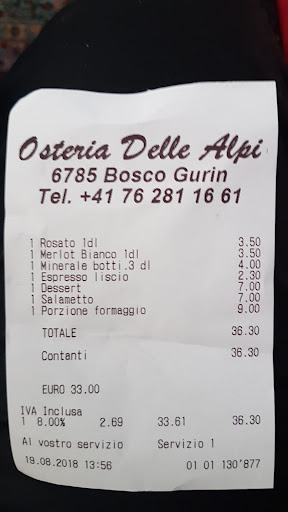 Osteria Delle Alpi
6785 Bosco Gurin
Tel. +41 76 281 16 61
1 Rosato 1dl 3.50
1 Merlot Bianco 1dl 3.50
1 Minerale botti.3 dl 4.00
1 Espresso liscio 2.30
1 Dessert 7.00
1 Salametto 7.00
1 Porzione formaggio 9.00
TOTALE 36.30
Contanti 36.30
EURO 33.00
IVA Inclusa
1 8.00% 2.69 33.61 36.30
Al vostro servizio Servizio 1
19.08.2018 13:56 01 01 130'877